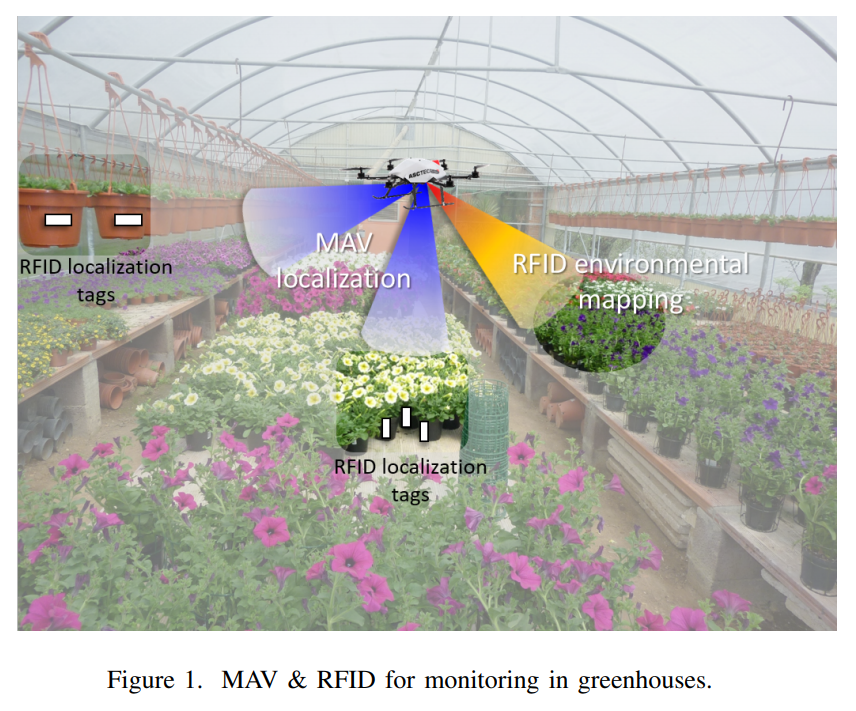 ASCTEC
MAV
localization
RFID environmental
mapping
RFID localization
tags
RFID localization
tags
Figure 1. MAV & RFID for monitoring in greenhouses.